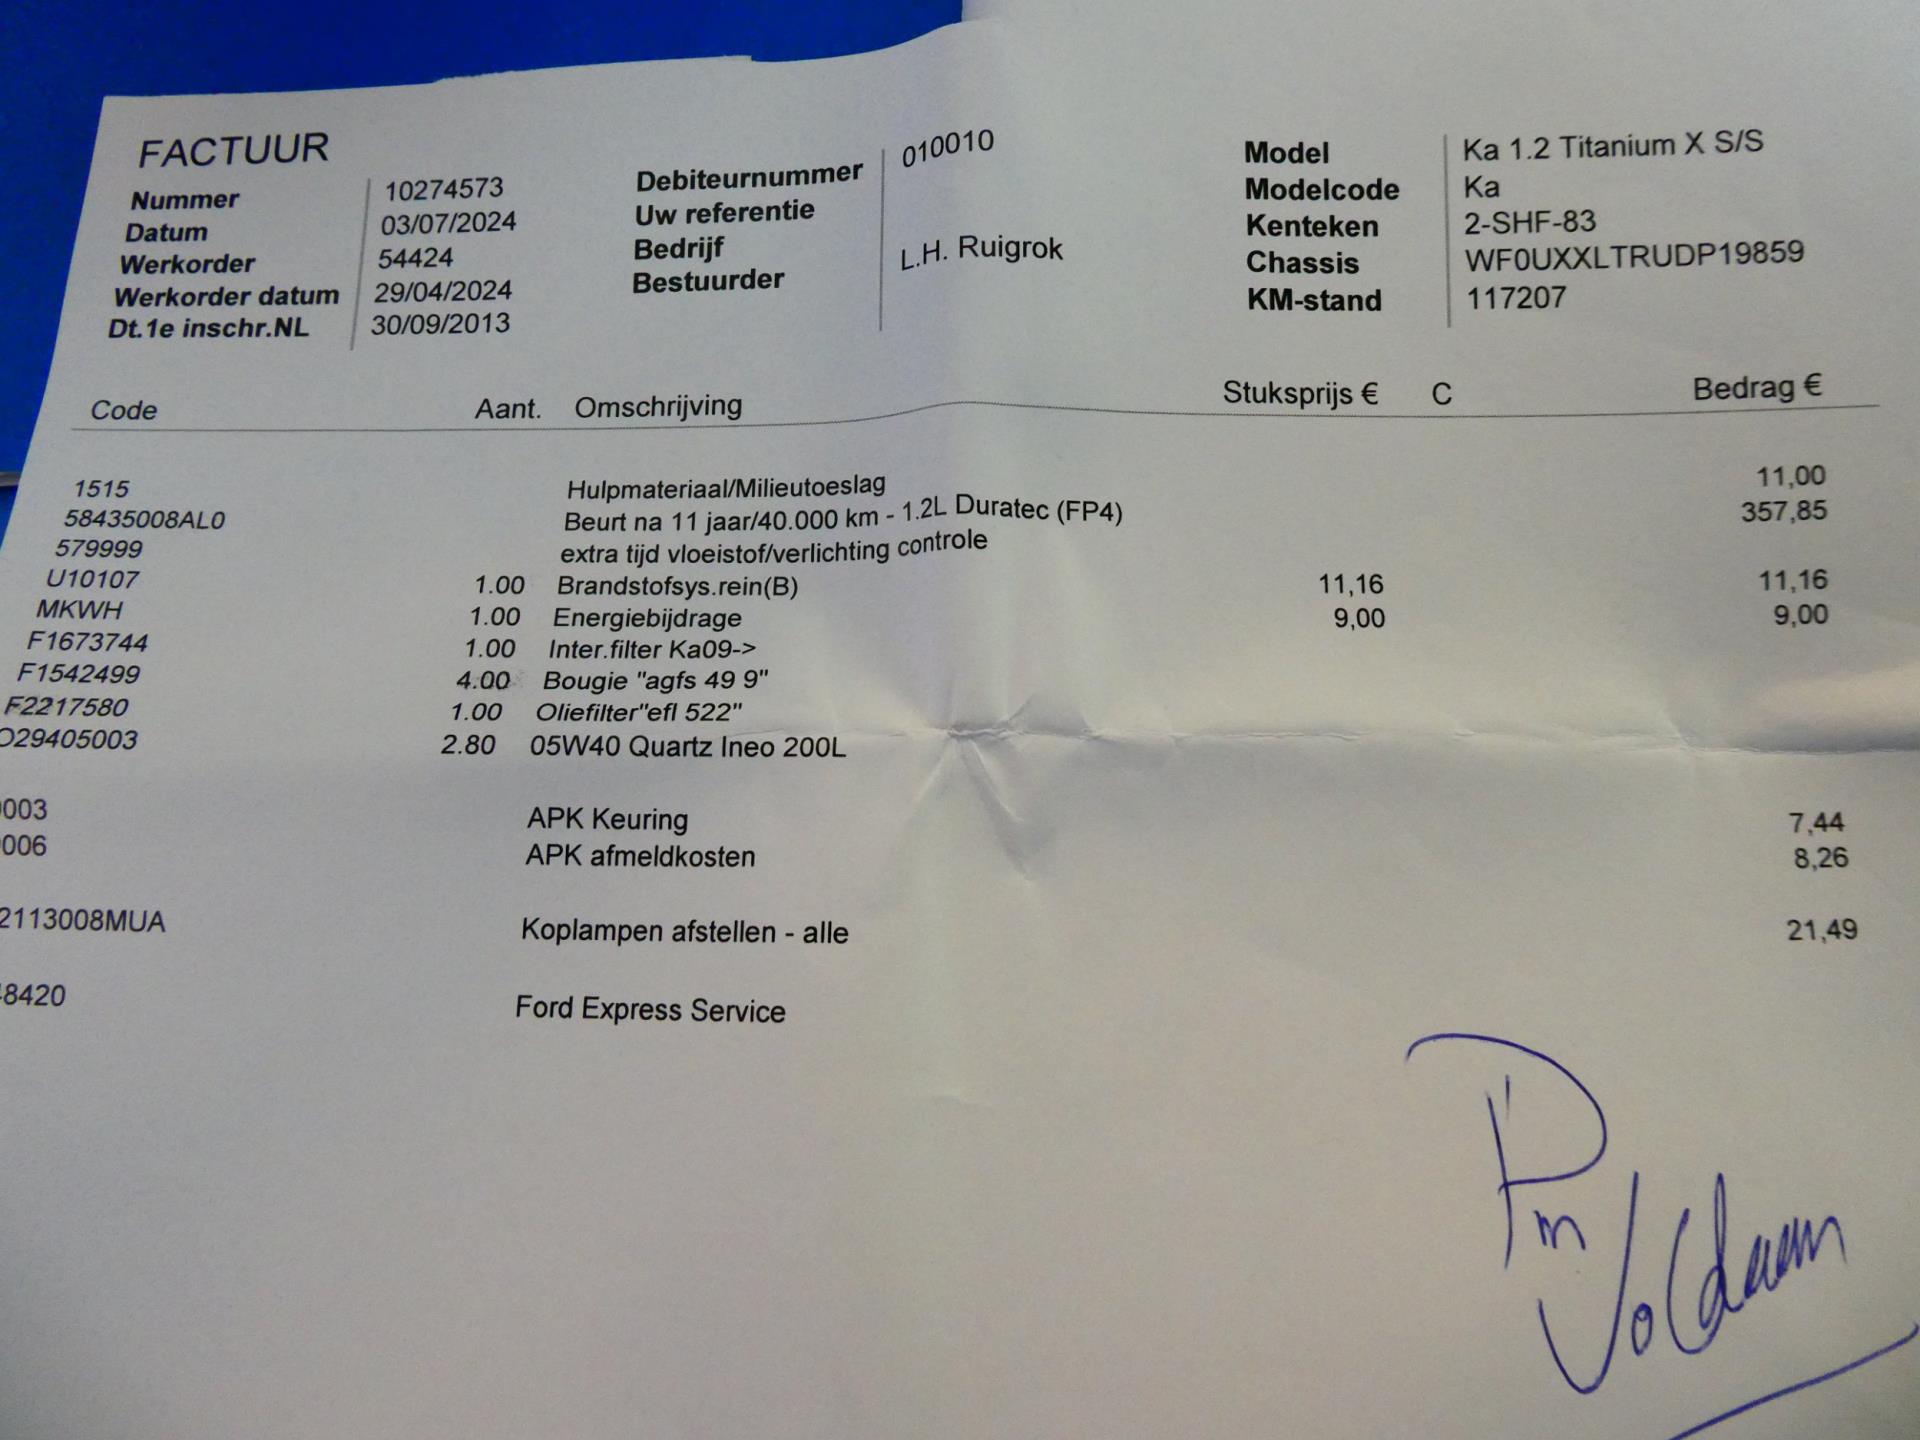 FACTUUR
Nummer 10274573
Datum 03/07/2024
Werkorder 54424
Werkorder datum 29/04/2024
Dt.1e inschr.NL 30/09/2013
Debiteurnummer 010010
Uw referentie
Bedrijf L.H. Ruigrok
Bestuurder
Model Ka 1.2 Titanium X S/S
Modelcode Ka
Kenteken 2-SHF-83
Chassis WF0UXXLTRUDP19859
KM-stand 117207
Code Aant. Omschrijving Stuksprijs € C Bedrag €
1515 Hulpmateriaal/Milieutoeslag 11,00
58435008AL0 Beurt na 11 jaar/40.000 km - 1.2L Duratec (FP4) 357,85
579999 extra tijd vloeistof/verlichting controle
U10107 1.00 Brandstofsys.rein(B) 11,16 11,16
MKWH 1.00 Energiebijdrage 9,00 9,00
F1673744 1.00 Inter.filter Ka09->
F1542499 4.00 Bougie "agfs 49 9"
F2217580 1.00 Oliefilter"efl 522"
O29405003 2.80 05W40 Quartz Ineo 200L
003 APK Keuring 7,44
006 APK afmeldkosten 8,26
2113008MUA Koplampen afstellen - alle 21,49
8420 Ford Express Service
Pin
Voldaan